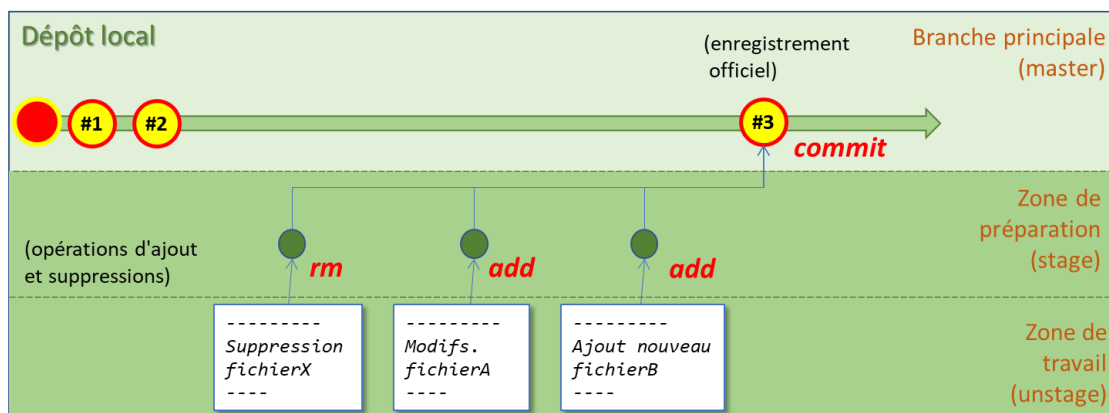 Dépôt local
(enregistrement
officiel)
Branche principale
(master)
#1
#2
#3
commit
Zone de
préparation
(stage)
(opérations d'ajout
et suppressions)
rm
add
add
---------
Suppression
fichierX
----
---------
Modifs.
fichierA
----
---------
Ajout nouveau
fichierB
----
Zone de
travail
(unstage)